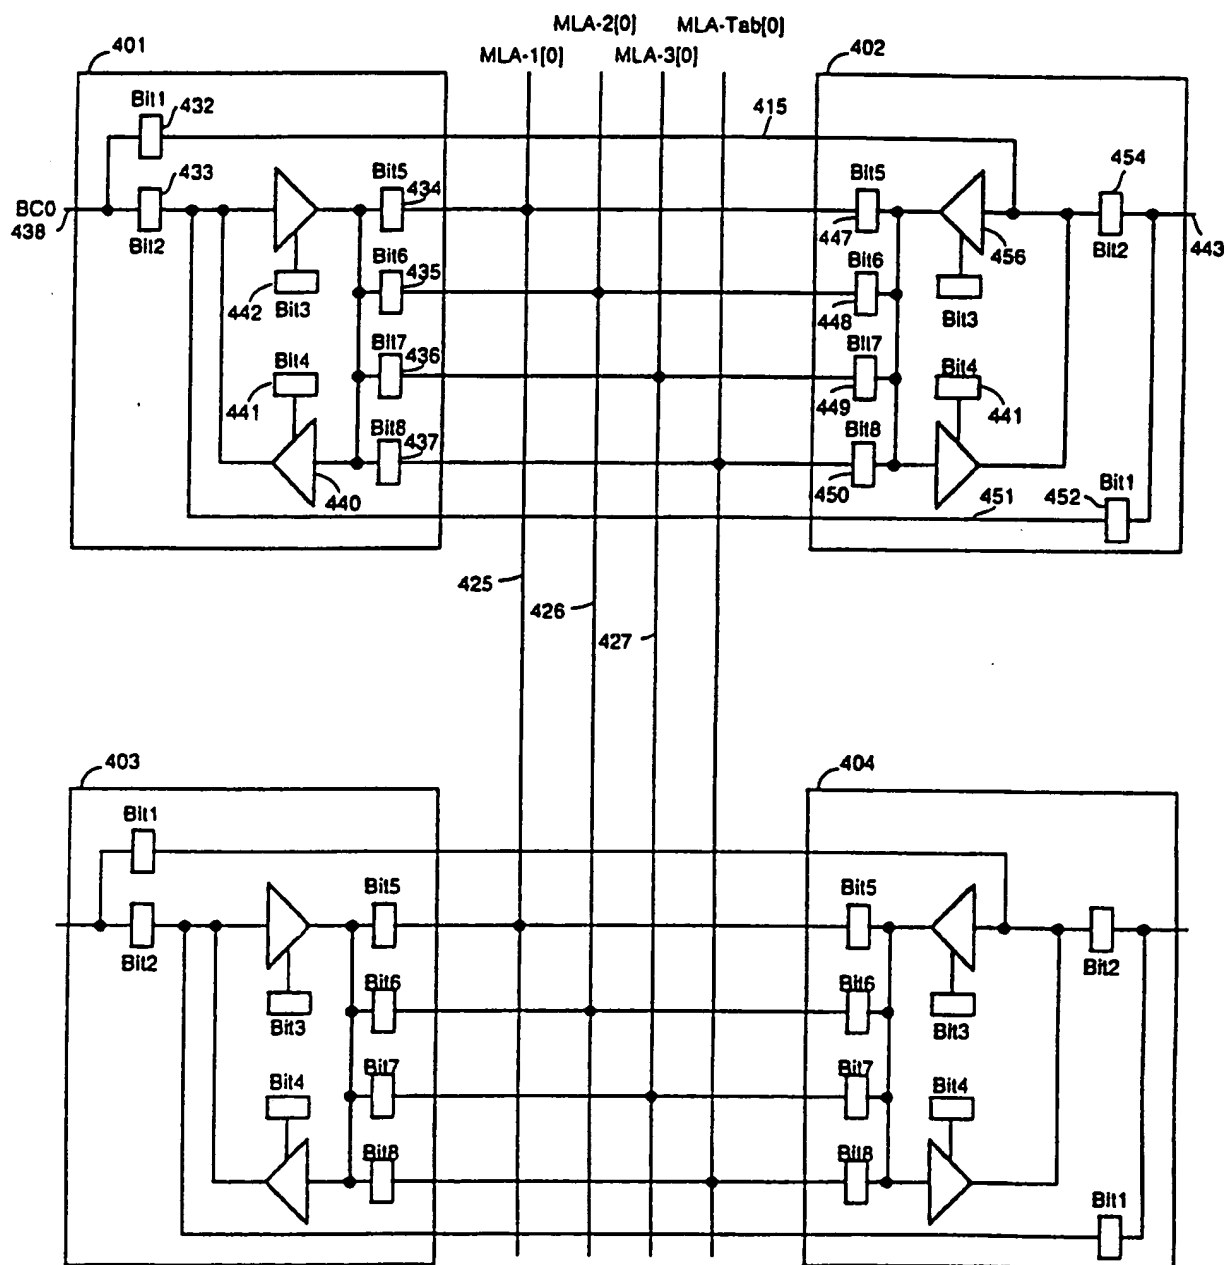 MLA-2[0] MLA-Tab[0]
MLA-1[0] MLA-3[0]
401
402
Bit1
432
415
433
Bit5
434
Bit5
454
BC0
438
Bit2
447
456
Bit2
443
Bit6
435
Bit6
442
Bit3
448
Bit3
Bit4
Bit7
436
Bit7
Bit4
441
449
441
Bit8
437
Bit8
440
450
451
452
Bit1
425
426
427
403
404
Bit1
Bit5
Bit5
Bit2
Bit2
Bit6
Bit6
Bit3
Bit3
Bit4
Bit7
Bit7
Bit4
Bit8
Bit8
Bit1